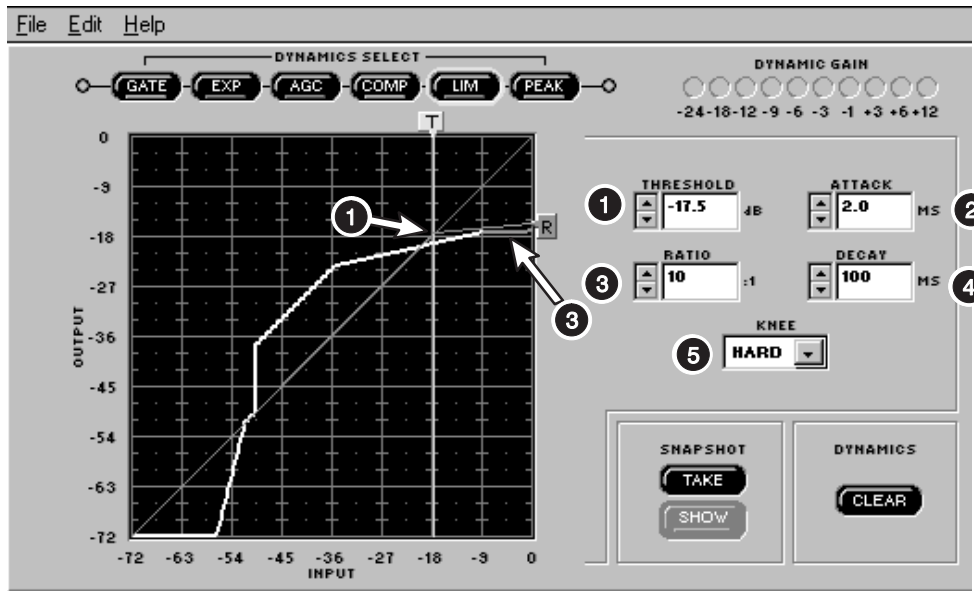 File Edit Help
DYNAMICS SELECT
GATE EXP AGC COMP LIM PEAK
DYNAMIC GAIN
-24 -18 -12 -9 -6 -3 -1 +3 +6 +12
T
0
-9
-18
-27
-36
-45
-54
-63
-72
OUTPUT
-72 -63 -54 -45 -36 -27 -18 -9 0
INPUT
1
R
3
THRESHOLD
1 -17.5 dB
ATTACK
2.0 MS 2
RATIO
3 10 :1
DECAY
100 MS 4
KNEE
5 HARD
SNAPSHOT
TAKE
SHOW
DYNAMICS
CLEAR